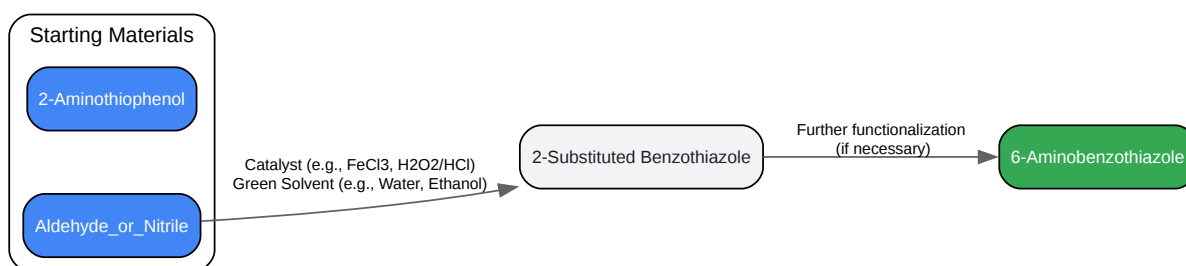 Starting Materials
2-Aminothiophenol
Aldehyde_or_Nitrile
Catalyst (e.g., FeCl3, H2O2/HCl)
Green Solvent (e.g., Water, Ethanol)
2-Substituted Benzothiazole
Further functionalization
(if necessary)
6-Aminobenzothiazole